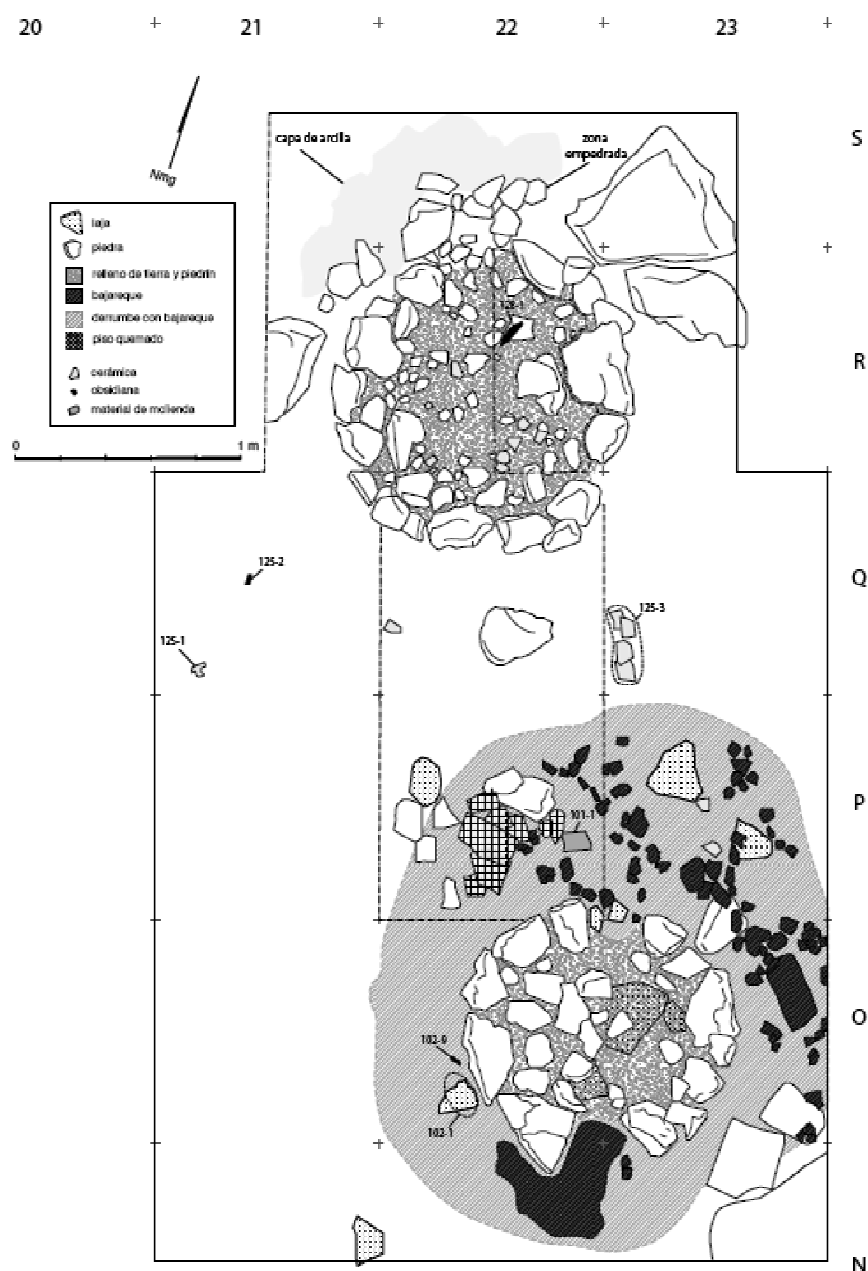 20 21 22 23
S
capa de arcilla
zona
empedrada
Nmg
laja
piedra
relleno de tierra y piedrin
bajareque
derrumbe con bajareque
piso quemado
cerámica
obsidiana
material de molienda
R
0 1 m
125-2
Q
125-1
125-3
P
101-1
O
102-9
102-1
N